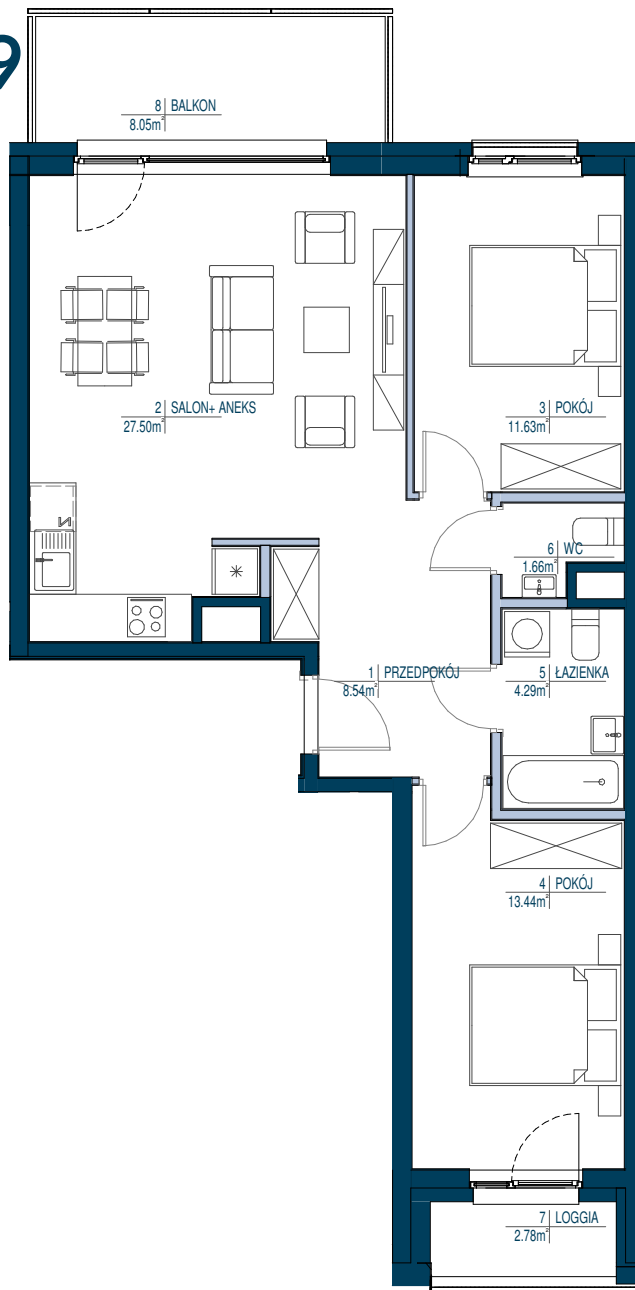 9
8 BALKON
8.05m²
2 SALON+ ANEKS
27.50m²
3 POKÓJ
11.63m²
6 WC
1.66m²
1 PRZEDPOKÓJ
8.54m²
5 ŁAZIENKA
4.29m²
4 POKÓJ
13.44m²
7 LOGGIA
2.78m²